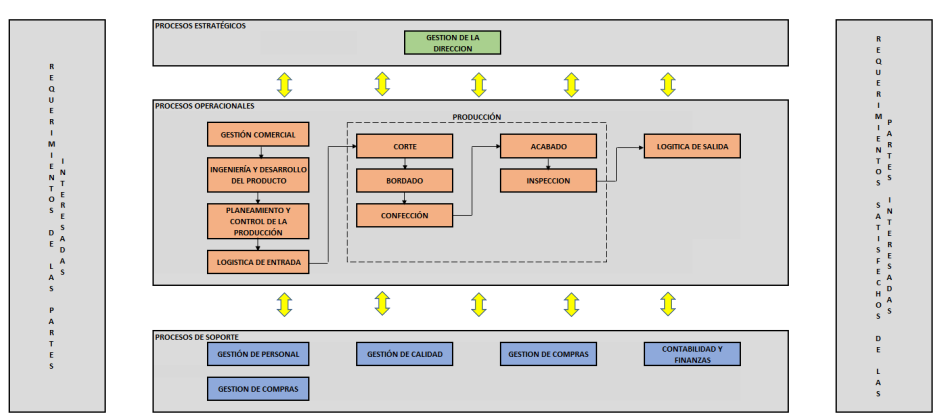 REQUERIMIENTOS DE LAS PARTES
INTERESADAS
PROCESOS ESTRATÉGICOS
GESTION DE LA
DIRECCION
PROCESOS OPERACIONALES
GESTIÓN COMERCIAL
INGENIERÍA Y DESARROLLO
DEL PRODUCTO
PLANEAMIENTO Y
CONTROL DE LA
PRODUCCIÓN
LOGISTICA DE ENTRADA
PRODUCCIÓN
CORTE
BORDADO
CONFECCIÓN
ACABADO
INSPECCION
LOGITICA DE SALIDA
PROCESOS DE SOPORTE
GESTIÓN DE PERSONAL
GESTIÓN DE CALIDAD
GESTION DE COMPRAS
CONTABILIDAD Y
FINANZAS
GESTION DE COMPRAS
REQUERIMIENTOS SATISFECHOS DE LAS
PARTES INTERESADAS